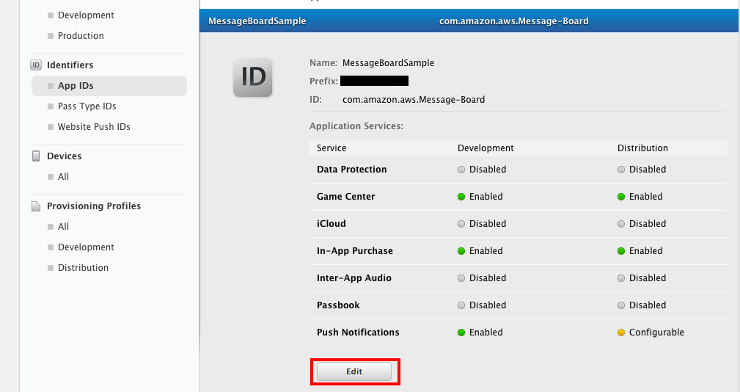 Development
Production
ID Identifiers
App IDs
Pass Type IDs
Website Push IDs
Devices
All
Provisioning Profiles
All
Development
Distribution
MessageBoardSample com.amazon.aws.Message-Board
ID
Name: MessageBoardSample
Prefix:
ID: com.amazon.aws.Message-Board
Application Services:
Service Development Distribution
Data Protection Disabled Disabled
Game Center Enabled Enabled
iCloud Disabled Disabled
In-App Purchase Enabled Enabled
Inter-App Audio Disabled Disabled
Passbook Disabled Disabled
Push Notifications Enabled Configurable
Edit